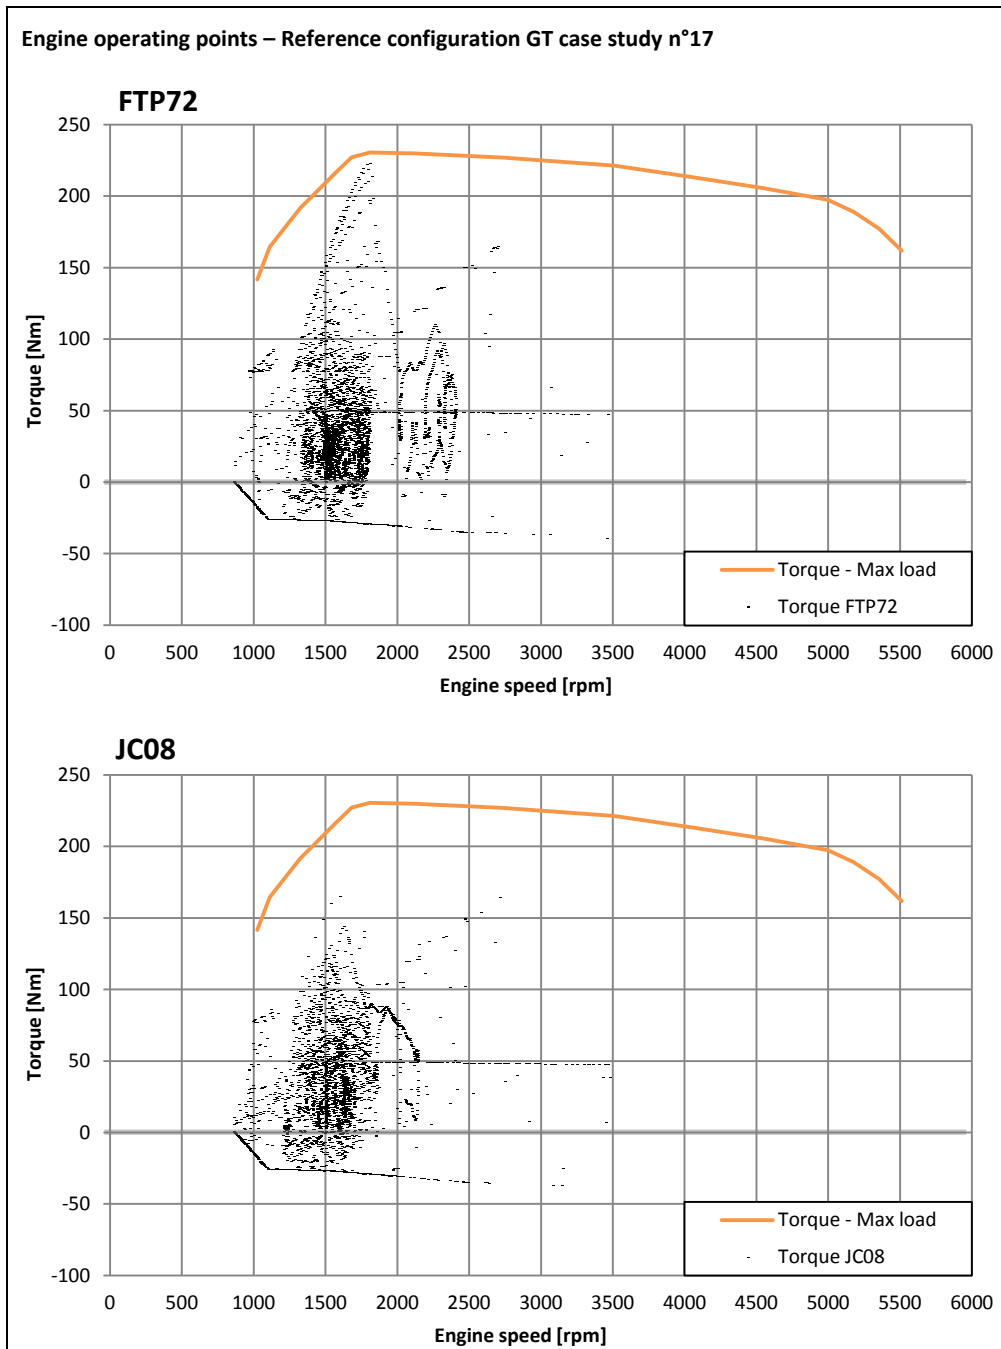 Engine operating points – Reference configuration GT case study n°17
FTP72
250
200
150
100
50
0
-50
-100
Torque [Nm]
Torque - Max load
Torque FTP72
0 500 1000 1500 2000 2500 3000 3500 4000 4500 5000 5500 6000
Engine speed [rpm]
JC08
250
200
150
100
50
0
-50
-100
Torque [Nm]
Torque - Max load
Torque JC08
0 500 1000 1500 2000 2500 3000 3500 4000 4500 5000 5500 6000
Engine speed [rpm]